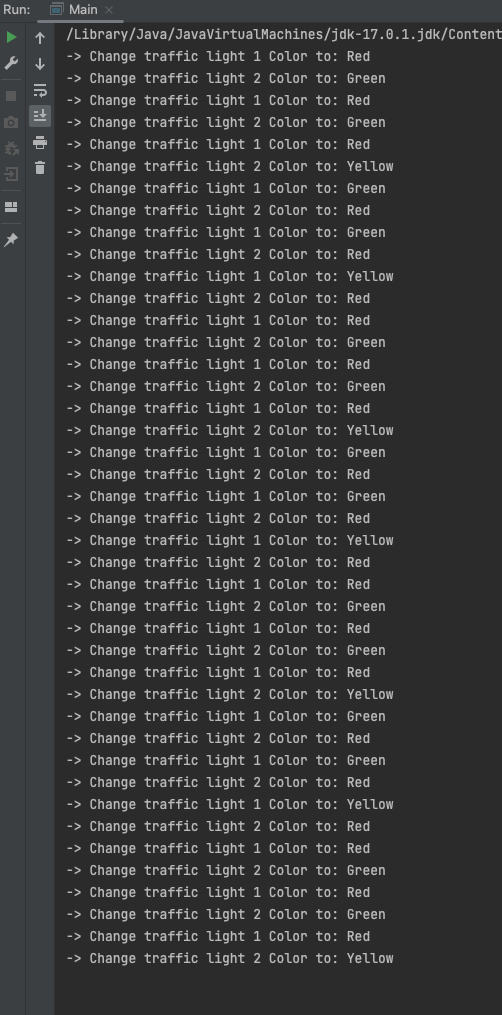 Run: Main
/Library/Java/JavaVirtualMachines/jdk-17.0.1.jdk/Content
-> Change traffic light 1 Color to: Red
-> Change traffic light 2 Color to: Green
-> Change traffic light 1 Color to: Red
-> Change traffic light 2 Color to: Green
-> Change traffic light 1 Color to: Red
-> Change traffic light 2 Color to: Yellow
-> Change traffic light 1 Color to: Green
-> Change traffic light 2 Color to: Red
-> Change traffic light 1 Color to: Green
-> Change traffic light 2 Color to: Red
-> Change traffic light 1 Color to: Yellow
-> Change traffic light 2 Color to: Red
-> Change traffic light 1 Color to: Red
-> Change traffic light 2 Color to: Green
-> Change traffic light 1 Color to: Red
-> Change traffic light 2 Color to: Green
-> Change traffic light 1 Color to: Red
-> Change traffic light 2 Color to: Yellow
-> Change traffic light 1 Color to: Green
-> Change traffic light 2 Color to: Red
-> Change traffic light 1 Color to: Green
-> Change traffic light 2 Color to: Red
-> Change traffic light 1 Color to: Yellow
-> Change traffic light 2 Color to: Red
-> Change traffic light 1 Color to: Red
-> Change traffic light 2 Color to: Green
-> Change traffic light 1 Color to: Red
-> Change traffic light 2 Color to: Green
-> Change traffic light 1 Color to: Red
-> Change traffic light 2 Color to: Yellow
-> Change traffic light 1 Color to: Green
-> Change traffic light 2 Color to: Red
-> Change traffic light 1 Color to: Green
-> Change traffic light 2 Color to: Red
-> Change traffic light 1 Color to: Yellow
-> Change traffic light 2 Color to: Red
-> Change traffic light 1 Color to: Red
-> Change traffic light 2 Color to: Green
-> Change traffic light 1 Color to: Red
-> Change traffic light 2 Color to: Green
-> Change traffic light 1 Color to: Red
-> Change traffic light 2 Color to: Yellow